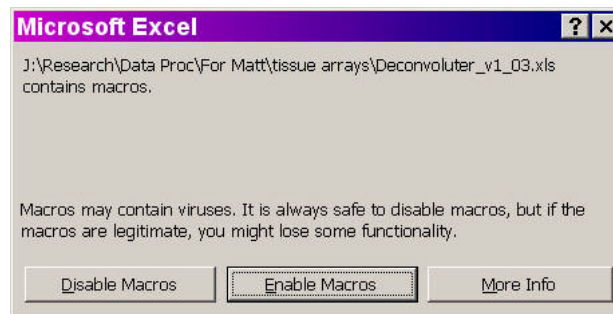 Microsoft Excel
? ×
J:\Research\Data Proc\For Matt\tissue arrays\Deconvoluter_v1_03.xls
contains macros.
Macros may contain viruses. It is always safe to disable macros, but if the
macros are legitimate, you might lose some functionality.
Disable Macros Enable Macros More Info